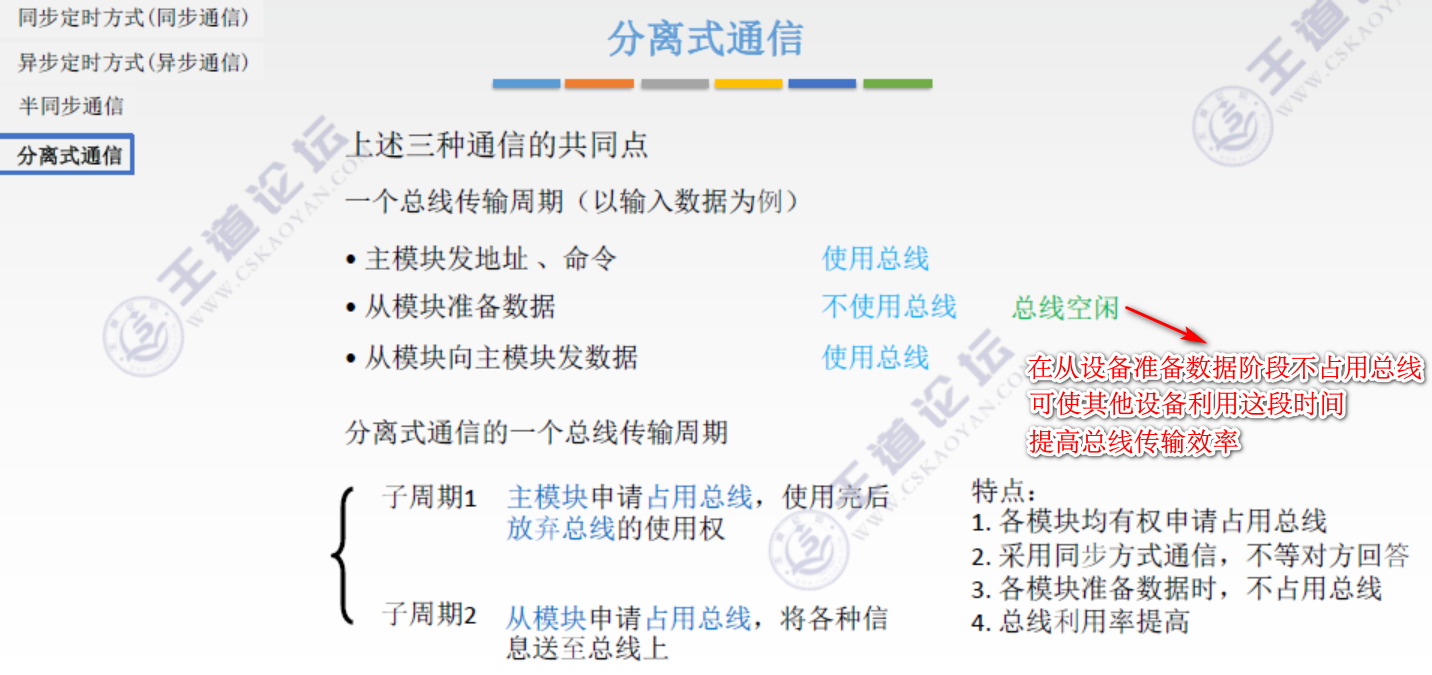 同步定时方式(同步通信)
异步定时方式(异步通信)
半同步通信
分离式通信
分离式通信
上述三种通信的共同点
一个总线传输周期（以输入数据为例）
• 主模块发地址 、命令 使用总线
• 从模块准备数据 不使用总线 总线空闲
• 从模块向主模块发数据 使用总线
在从设备准备数据阶段不占用总线
可使其他设备利用这段时间
提高总线传输效率
分离式通信的一个总线传输周期
子周期1 主模块申请占用总线，使用完后
放弃总线的使用权
子周期2 从模块申请占用总线，将各种信
息送至总线上
特点：
1. 各模块均有权申请占用总线
2. 采用同步方式通信，不等对方回答
3. 各模块准备数据时，不占用总线
4. 总线利用率提高
王道论坛
WWW.CSKAOYAN.COM
王道论坛
WWW.CSKAOYAN.COM
王道
WWW.CSKAOYAN